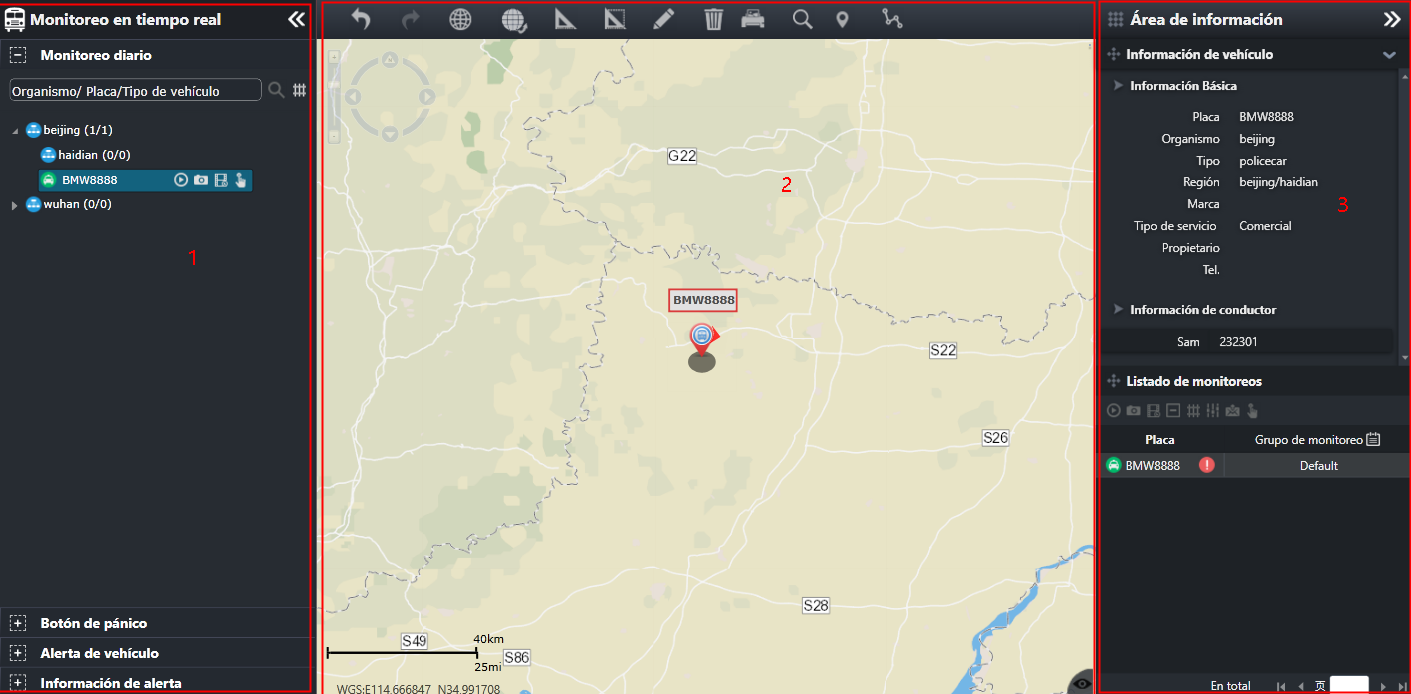 Monitoreo en tiempo real
Monitoreo diario
Organismo/ Placa/Tipo de vehículo
beijing (1/1)
haidian (0/0)
BMW8888
wuhan (0/0)
1
Botón de pánico
Alerta de vehículo
Información de alerta
G22
2
BMW8888
S22
S26
S28
S49
40km
S86
25mi
WGS:E114.666847 N34.991708
Área de información
Información de vehículo
Información Básica
Placa BMW8888
Organismo beijing
Tipo policecar
Región beijing/haidian
3
Marca
Tipo de servicio Comercial
Propietario
Tel.
Información de conductor
Sam 232301
Listado de monitoreos
Placa Grupo de monitoreo
BMW8888 Default
En total 页